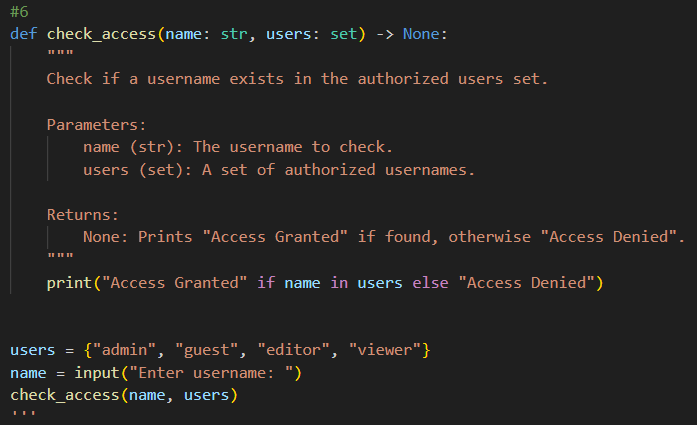 #6
def check_access(name: str, users: set) -> None:
    """
    Check if a username exists in the authorized users set.

    Parameters:
        name (str): The username to check.
        users (set): A set of authorized usernames.

    Returns:
        None: Prints "Access Granted" if found, otherwise "Access Denied".
    """
    print("Access Granted" if name in users else "Access Denied")


users = {"admin", "guest", "editor", "viewer"}
name = input("Enter username: ")
check_access(name, users)
'''